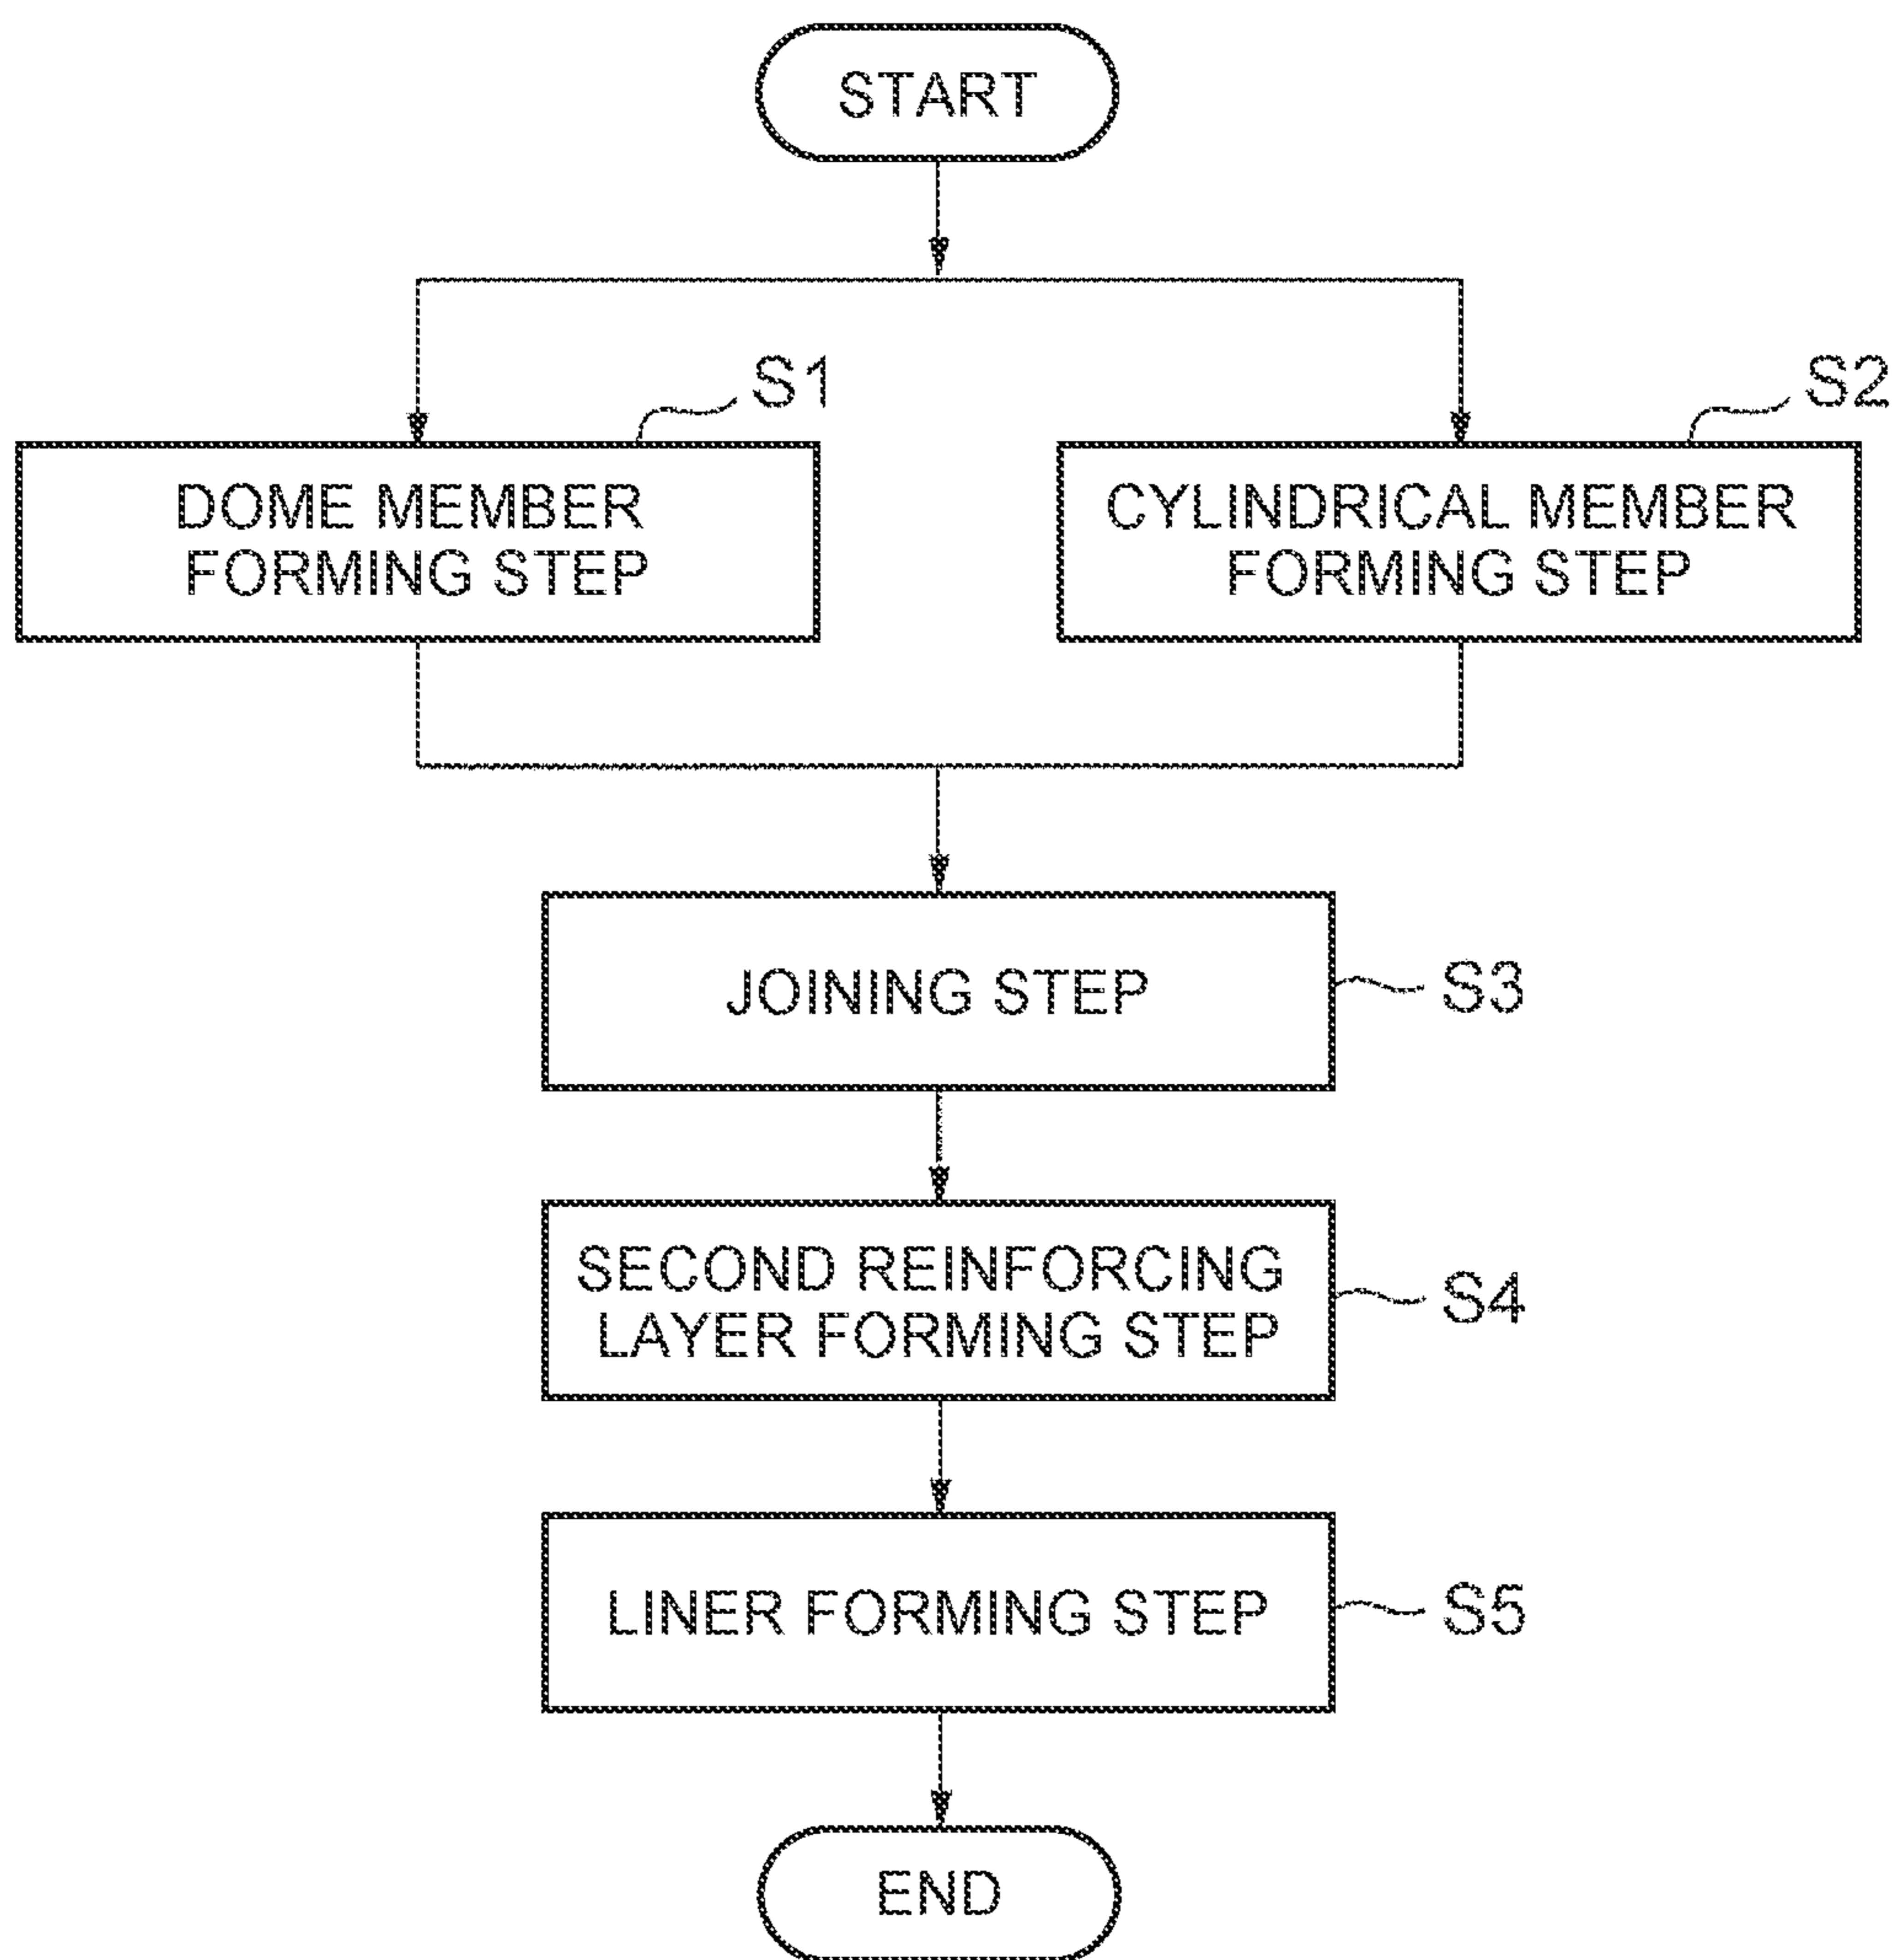 START
S1
S2
DOME MEMBER
FORMING STEP
CYLINDRICAL MEMBER
FORMING STEP
JOINING STEP
S3
SECOND REINFORCING
LAYER FORMING STEP
S4
LINER FORMING STEP
S5
END